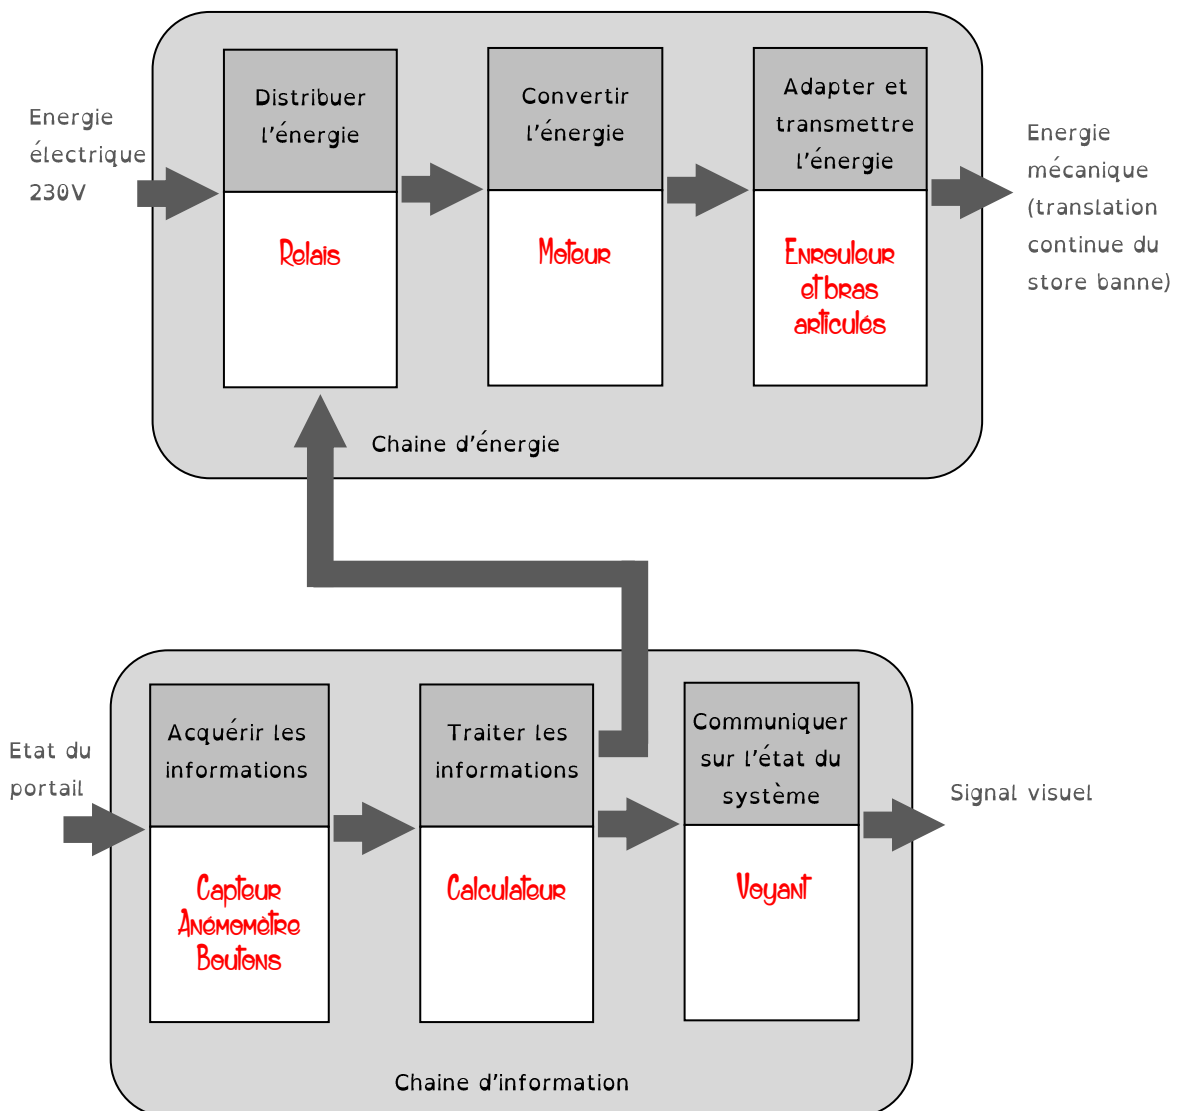 Energie
électrique
230V
Distribuer
l'énergie
Relais
Convertir
l'énergie
Moteur
Adapter et
transmettre
l'énergie
Enrouleur
et bras
articulés
Energie
mécanique
(translation
continue du
store banne)
Chaine d'énergie
Etat du
portail
Acquérir les
informations
Capteur
Anémomètre
Boutons
Traiter les
informations
Calculateur
Communiquer
sur l'état du
système
Voyant
Signal visuel
Chaine d'information